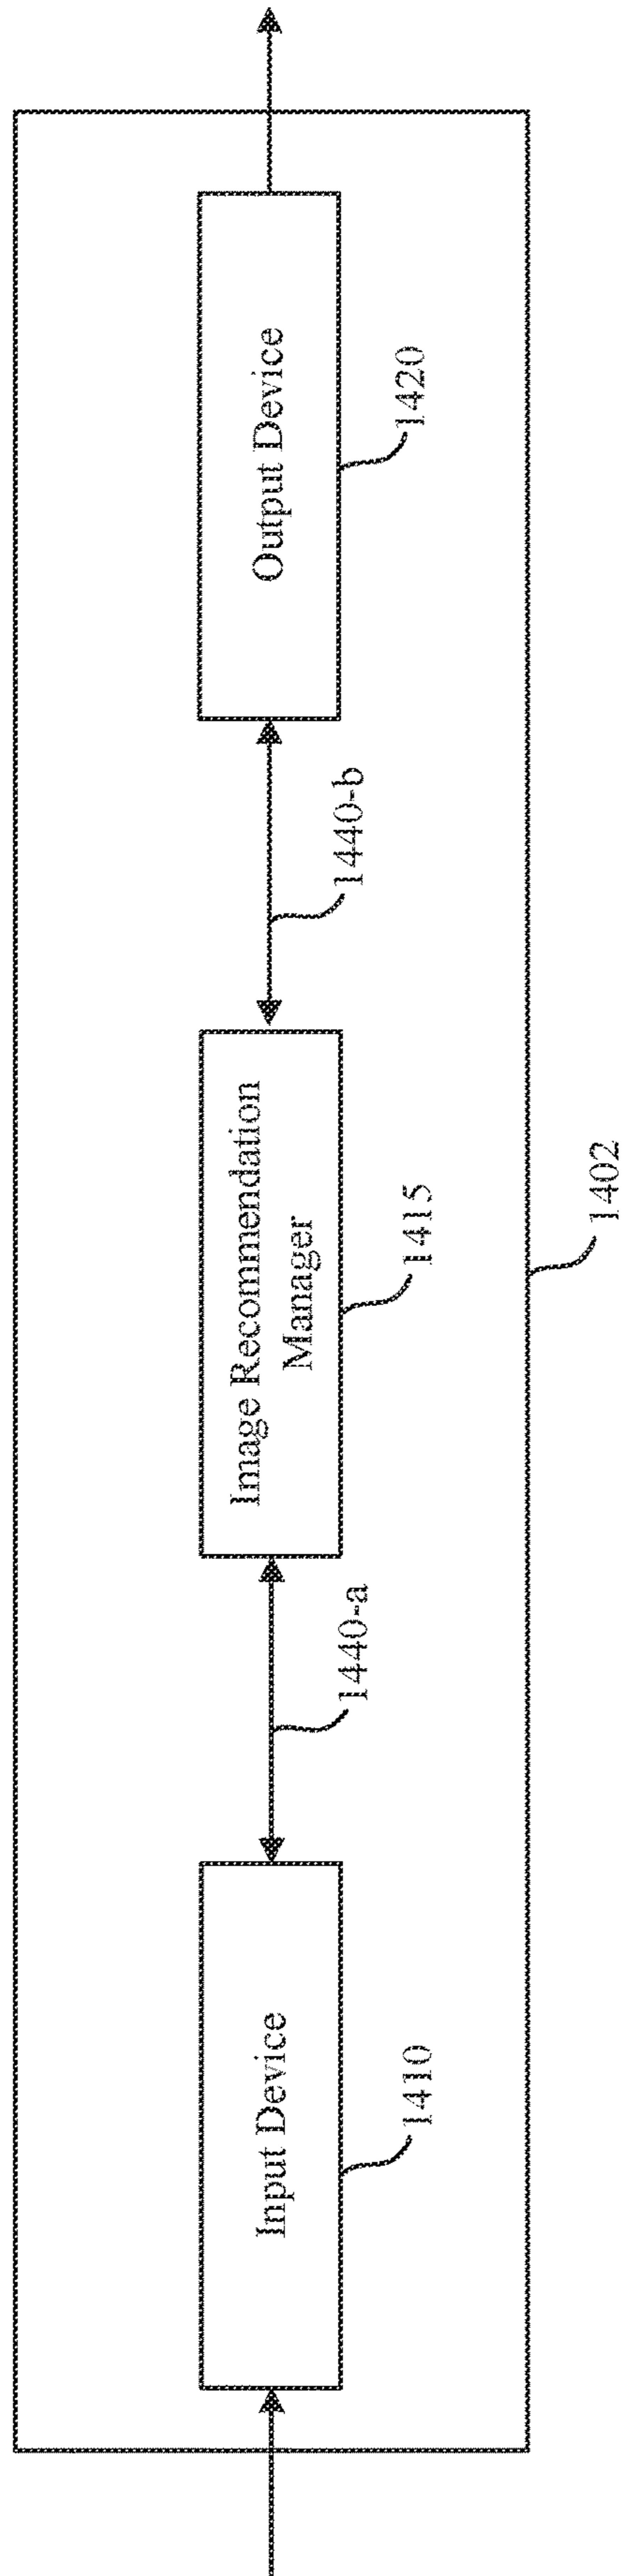 Input Device
1410
1440-a
Image Recommendation
Manager
1415
1440-b
Output Device
1420
1402